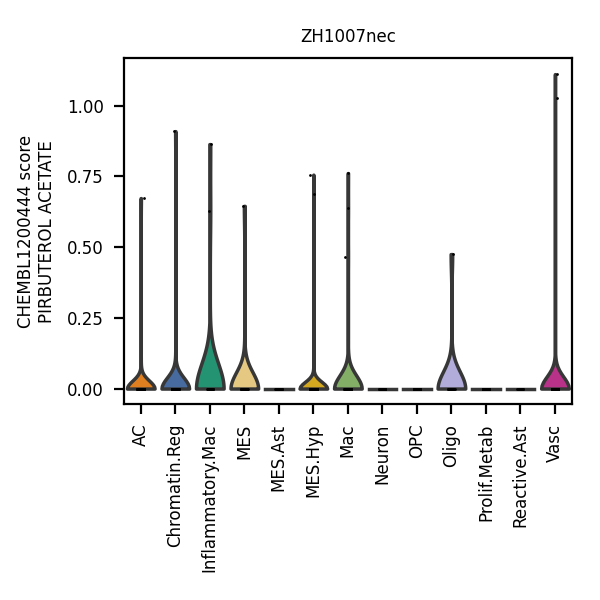 ZH1007nec
CHEMBL1200444 score
PIRBUTEROL ACETATE
1.00
0.75
0.50
0.25
0.00
AC
Chromatin.Reg
Inflammatory.Mac
MES
MES.Ast
MES.Hyp
Mac
Neuron
OPC
Oligo
Prolif.Metab
Reactive.Ast
Vasc